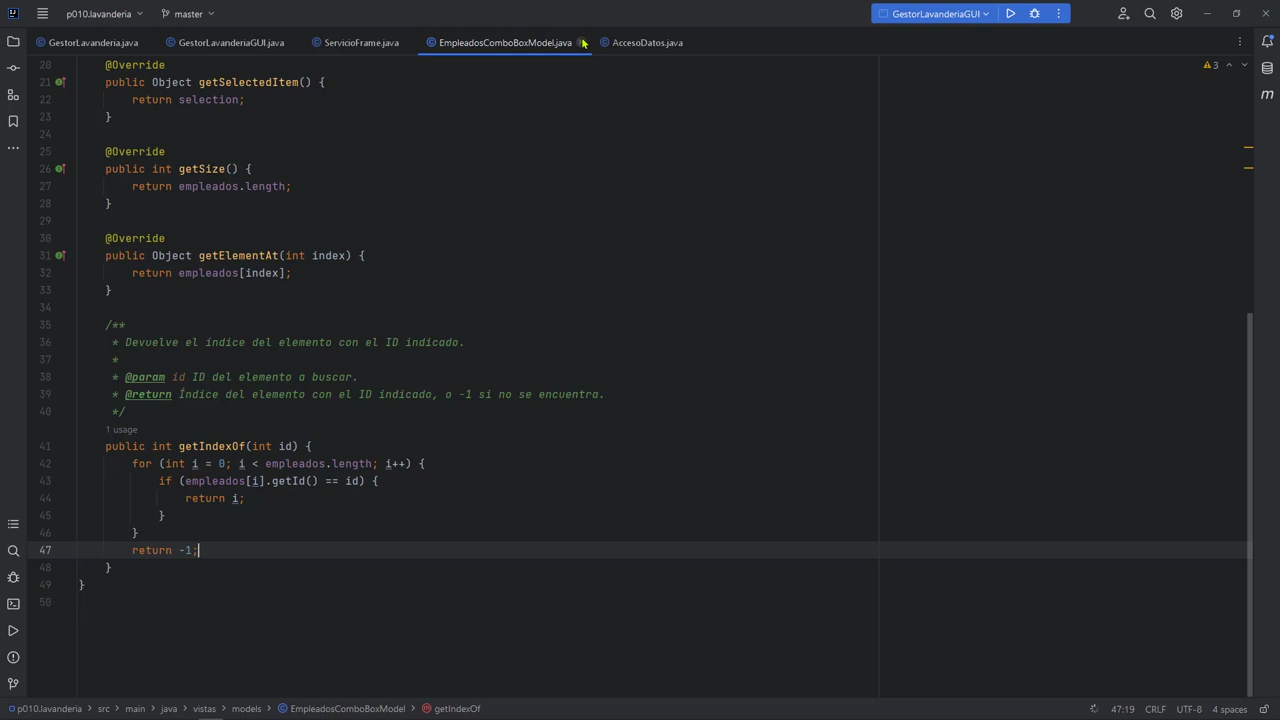 p010.lavanderia master GestorLavanderiaGUI
GestorLavanderia.java GestorLavanderiaGUI.java ServicioFrame.java EmpleadosComboBoxModel.java AccesoDatos.java
20 @Override 3
21 public Object getSelectedItem() {
22 return selection;
23 }
24
25 @Override
26 public int getSize() {
27 return empleados.length;
28 }
29
30 @Override
31 public Object getElementAt(int index) {
32 return empleados[index];
33 }
34
35 /**
36 * Devuelve el índice del elemento con el ID indicado.
37 *
38 * @param id ID del elemento a buscar.
39 * @return Índice del elemento con el ID indicado, o -1 si no se encuentra.
40 */
1 usage
41 public int getIndexOf(int id) {
42 for (int i = 0; i < empleados.length; i++) {
43 if (empleados[i].getId() == id) {
44 return i;
45 }
46 }
47 return -1;
48 }
49 }
50
p010.lavanderia > src > main > java > vistas > models > EmpleadosComboBoxModel > getIndexOf 47:19 CRLF UTF-8 4 spaces